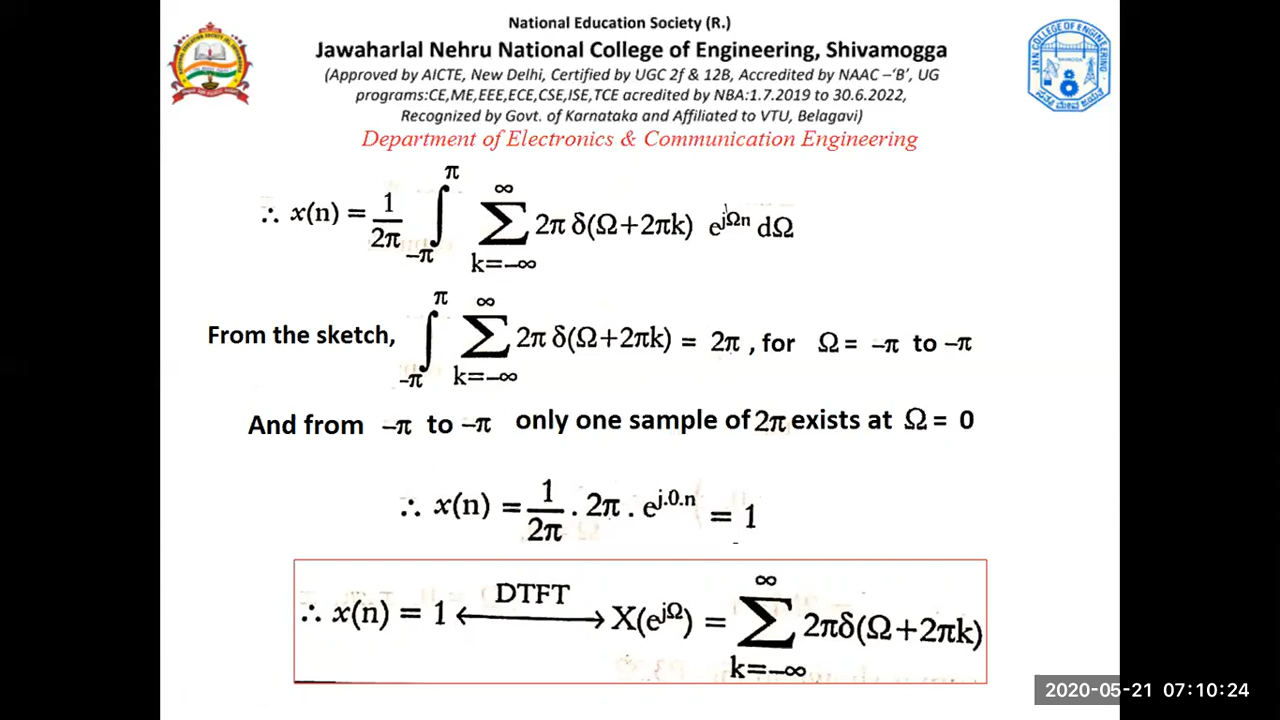 National Education Society (R.)
Jawaharlal Nehru National College of Engineering, Shivamogga
(Approved by AICTE, New Delhi, Certified by UGC 2f & 12B, Accredited by NAAC –'B', UG
programs:CE,ME,EEE,ECE,CSE,ISE,TCE acredited by NBA:1.7.2019 to 30.6.2022,
Recognized by Govt. of Karnataka and Affiliated to VTU, Belagavi)
Department of Electronics & Communication Engineering
∴ x(n) = 1/2π ∫_{-π}^{π} ∑_{k=-∞}^{∞} 2π δ(Ω+2πk) e^{jΩn} dΩ
From the sketch, ∫_{-π}^{π} ∑_{k=-∞}^{∞} 2π δ(Ω+2πk) = 2π , for Ω = -π to -π
And from -π to -π only one sample of 2π exists at Ω = 0
∴ x(n) = 1/2π . 2π . e^{j.0.n} = 1
∴ x(n) = 1 ⟷^{DTFT} X(e^{jΩ}) = ∑_{k=-∞}^{∞} 2πδ(Ω+2πk)
2020-05-21 07:10:24